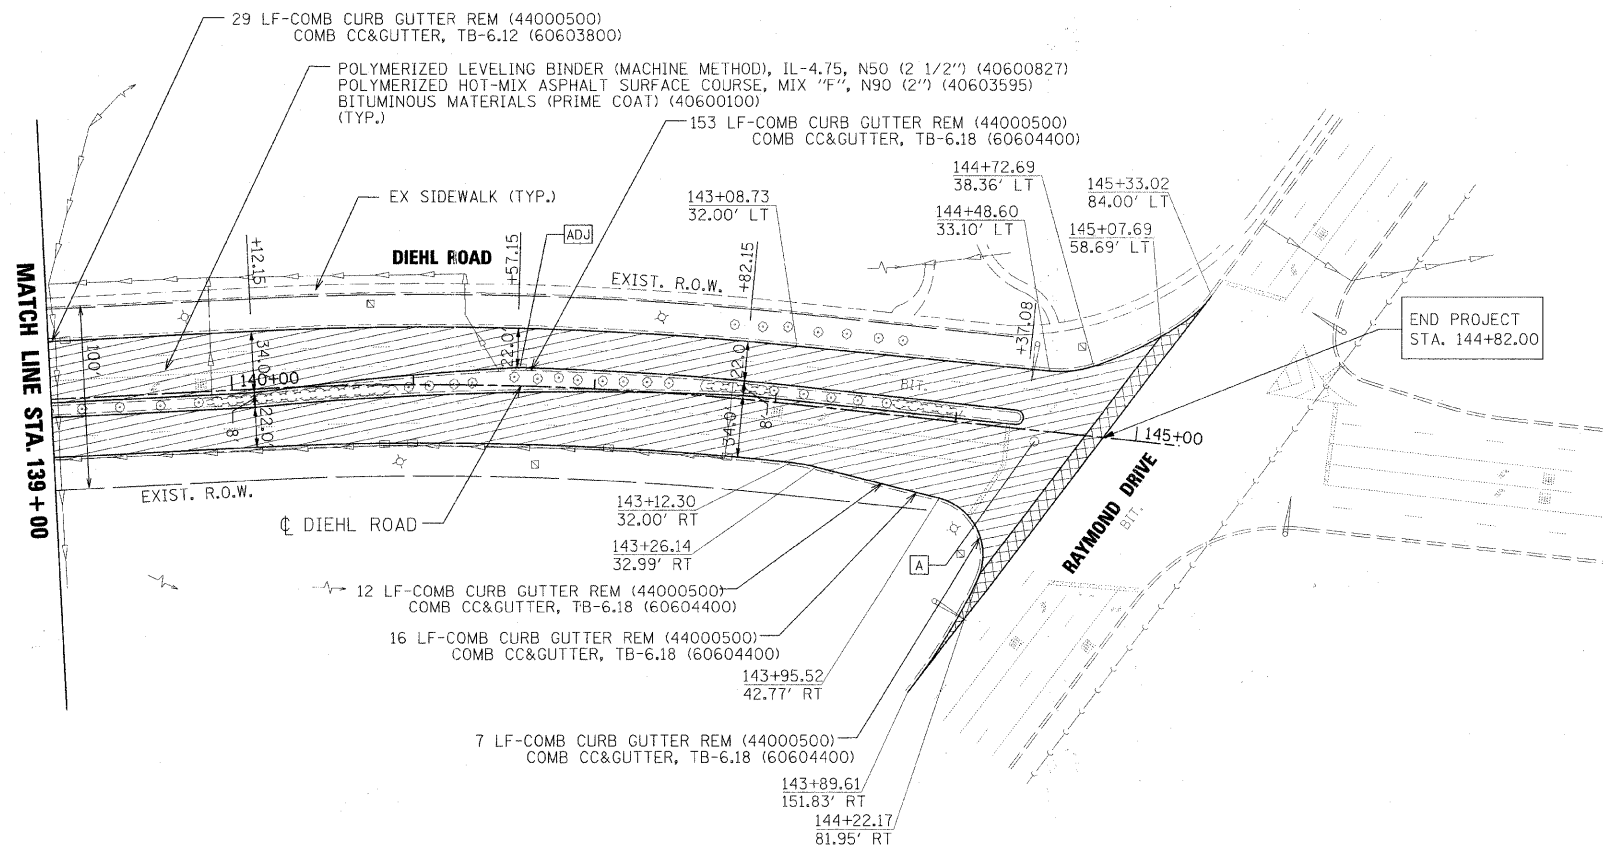 29 LF-COMB CURB GUTTER REM (44000500)
COMB CC&GUTTER, TB-6.12 (60603800)
POLYMERIZED LEVELING BINDER (MACHINE METHOD), IL-4.75, N50 (2 1/2") (40600827)
POLYMERIZED HOT-MIX ASPHALT SURFACE COURSE, MIX "F", N90 (2") (40603595)
BITUMINOUS MATERIALS (PRIME COAT) (40600100)
(TYP.)
153 LF-COMB CURB GUTTER REM (44000500)
COMB CC&GUTTER, TB-6.18 (60604400)
144+72.69
38.36' LT
145+33.02
84.00' LT
EX SIDEWALK (TYP.)
143+08.73
32.00' LT
144+48.60
33.10' LT
145+07.69
58.69' LT
ADJ
DIEHL ROAD
+12.15
+57.15
+82.15
EXIST. R.O.W.
+37.08
MATCH LINE STA. 139+00
END PROJECT
STA. 144+82.00
100'
34.0'
22.0'
22.0'
140+00
BIT.
8'
22.0'
34.0'
8'
145+00
EXIST. R.O.W.
℄ DIEHL ROAD
143+12.30
32.00' RT
RAYMOND DRIVE
BIT.
143+26.14
32.99' RT
A
12 LF-COMB CURB GUTTER REM (44000500)
COMB CC&GUTTER, TB-6.18 (60604400)
16 LF-COMB CURB GUTTER REM (44000500)
COMB CC&GUTTER, TB-6.18 (60604400)
143+95.52
42.77' RT
7 LF-COMB CURB GUTTER REM (44000500)
COMB CC&GUTTER, TB-6.18 (60604400)
143+89.61
151.83' RT
144+22.17
81.95' RT